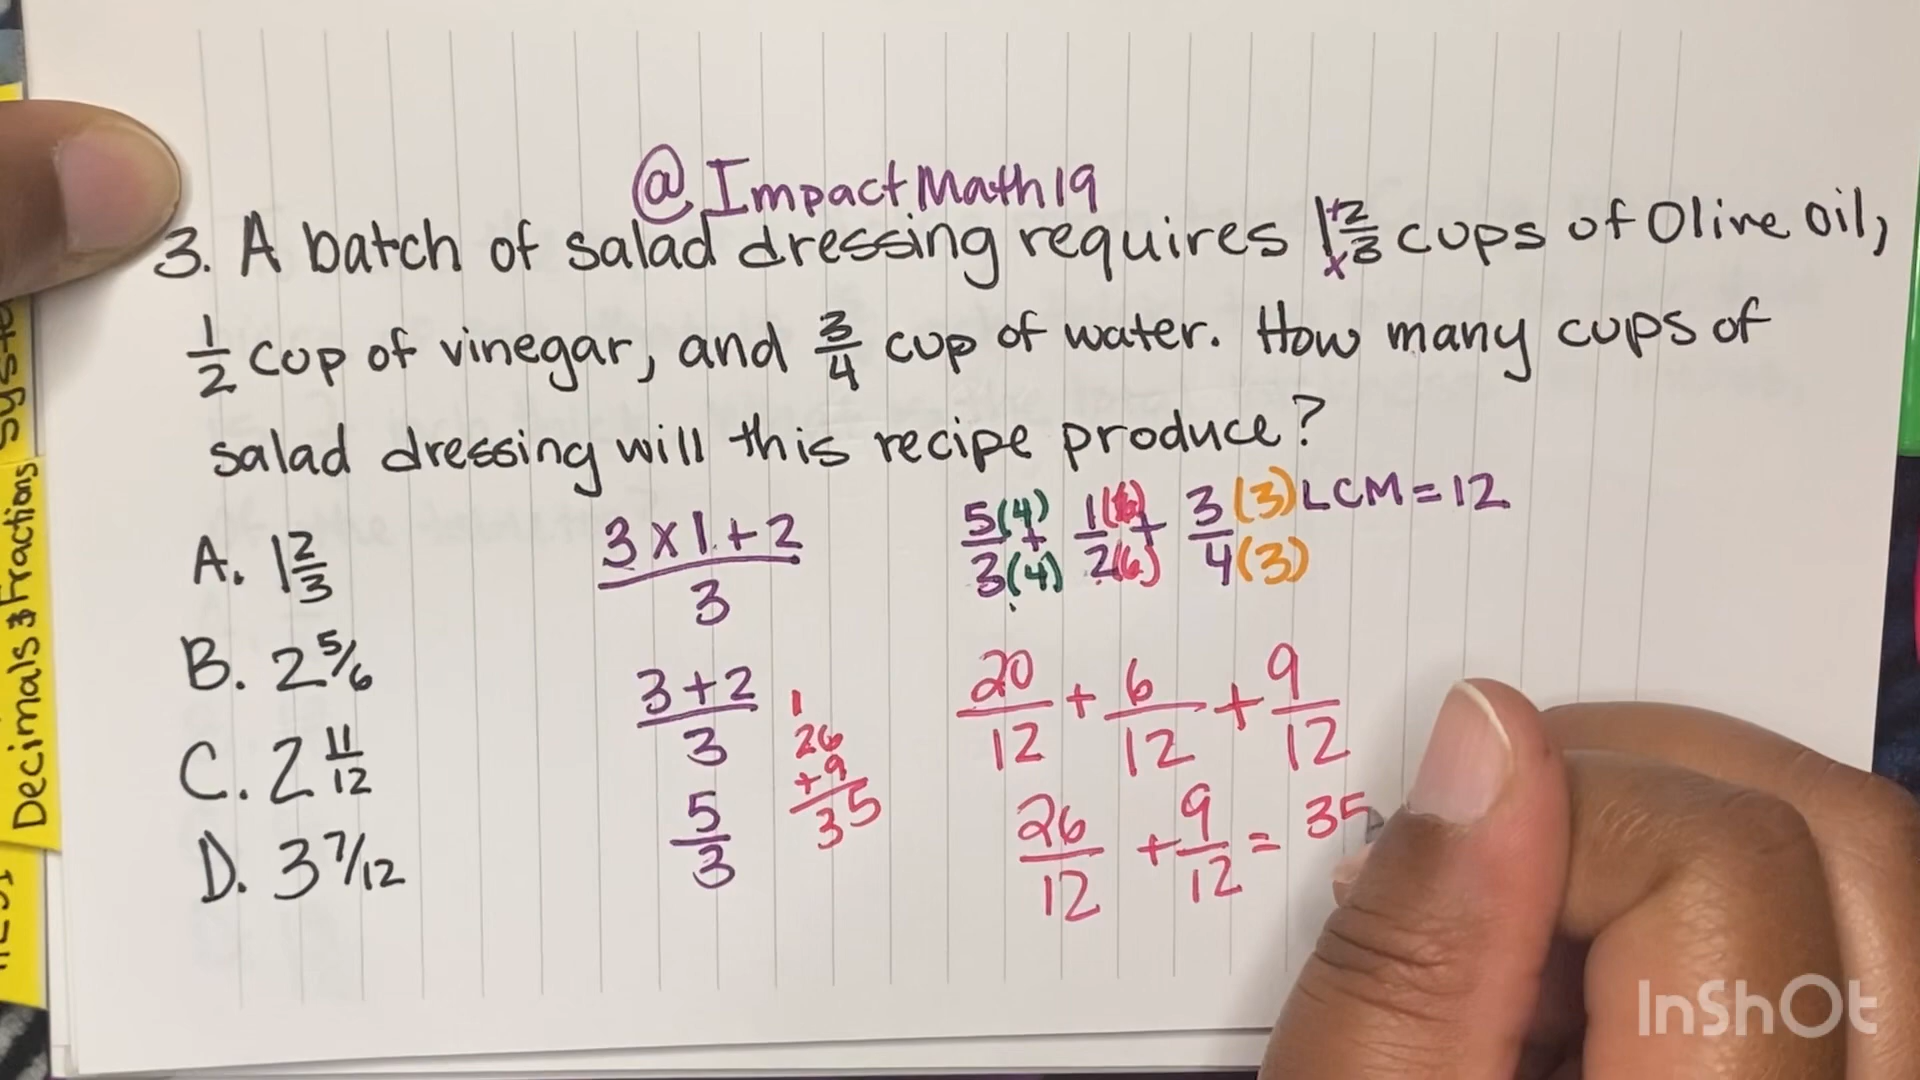 @ImpactMath19
3. A batch of salad dressing requires 1 2/3 cups of Olive Oil,
+
x
1/2 cup of vinegar, and 3/4 cup of water. How many cups of
salad dressing will this recipe produce?
A. 1 2/3
B. 2 5/6
C. 2 11/12
D. 3 7/12
3 x 1 + 2
3
3 + 2
3
5
3
1
26
+ 9
35
5(4)/3(4) + 1(6)/2(6) + 3(3)/4(3) LCM = 12
20/12 + 6/12 + 9/12
26/12 + 9/12 = 35
Decimals & Fractions
InShOt